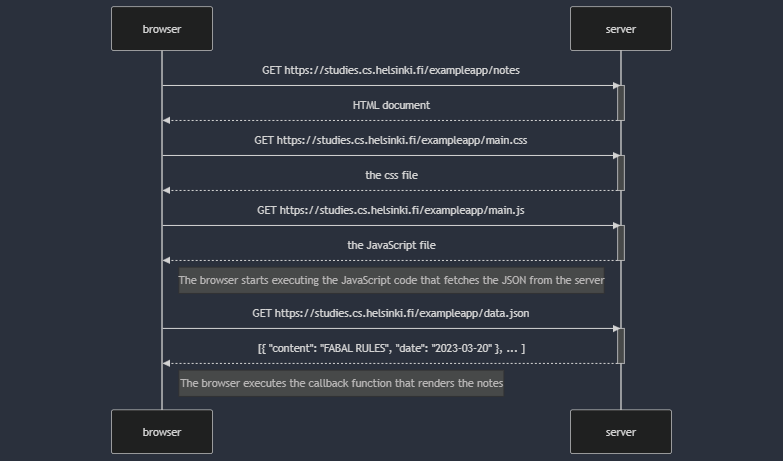 browser server
GET https://studies.cs.helsinki.fi/exampleapp/notes
HTML document
GET https://studies.cs.helsinki.fi/exampleapp/main.css
the css file
GET https://studies.cs.helsinki.fi/exampleapp/main.js
the JavaScript file
The browser starts executing the JavaScript code that fetches the JSON from the server
GET https://studies.cs.helsinki.fi/exampleapp/data.json
[{ "content": "FABAL RULES", "date": "2023-03-20" }, ... ]
The browser executes the callback function that renders the notes
browser server